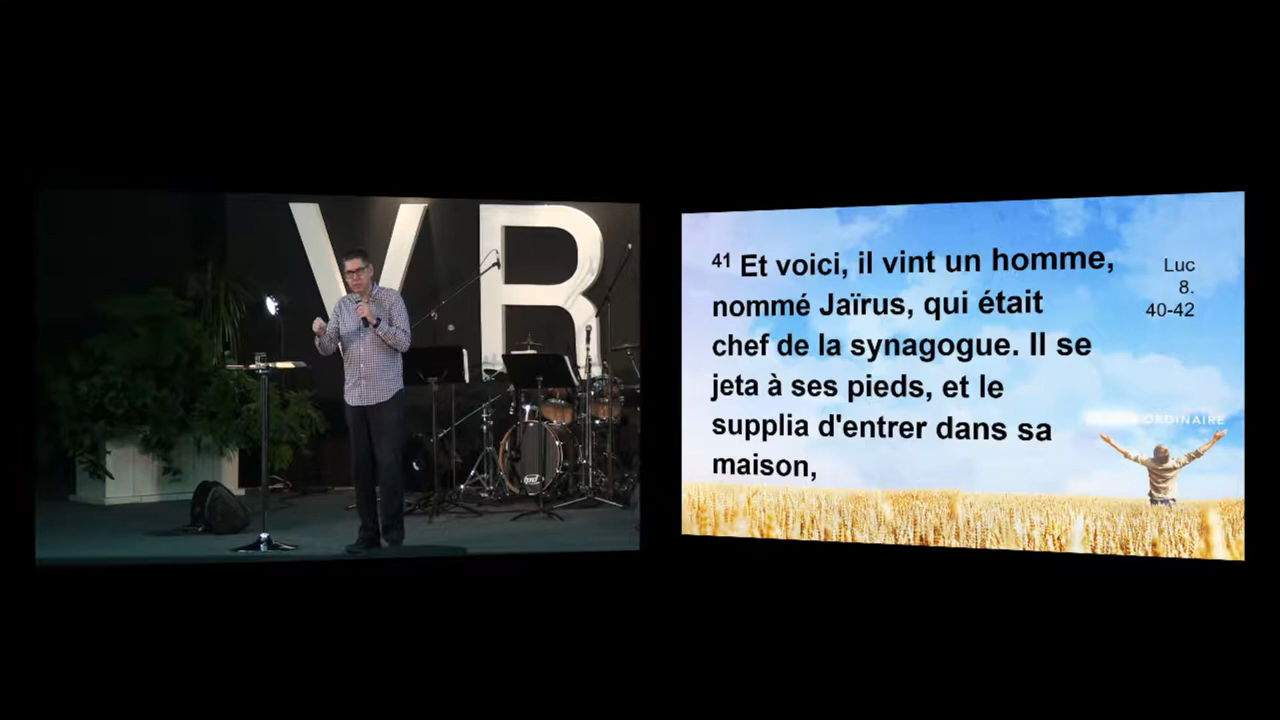 VR
41 Et voici, il vint un homme,
nommé Jaïrus, qui était
chef de la synagogue. Il se
jeta à ses pieds, et le
supplia d'entrer dans sa
maison,
Luc
8.
40-42
ORDINAIRE